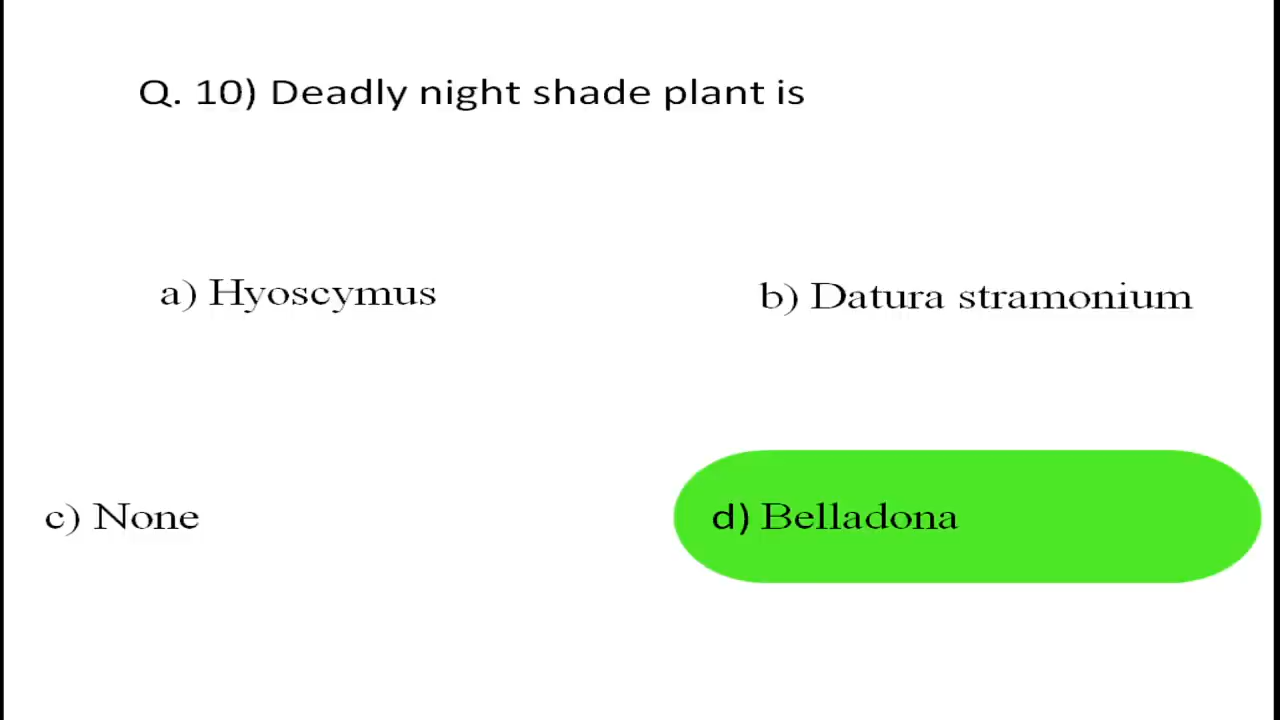 Q. 10) Deadly night shade plant is
a) Hyoscymus
b) Datura stramonium
c) None
d) Belladona